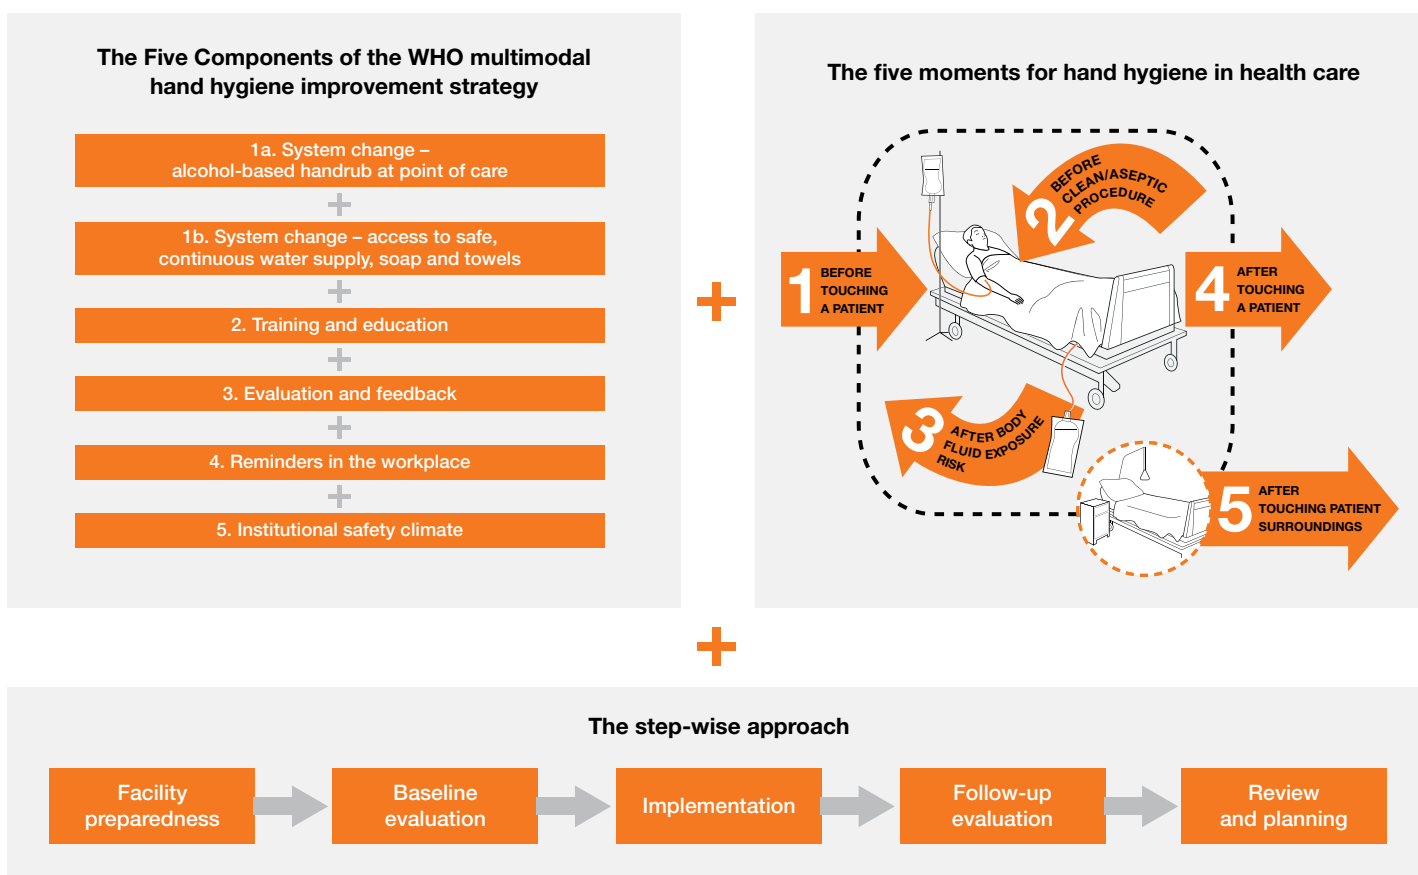 The Five Components of the WHO multimodal
hand hygiene improvement strategy
1a. System change –
alcohol-based handrub at point of care
1b. System change – access to safe,
continuous water supply, soap and towels
2. Training and education
3. Evaluation and feedback
4. Reminders in the workplace
5. Institutional safety climate
The five moments for hand hygiene in health care
1
BEFORE
TOUCHING
A PATIENT
2
BEFORE
CLEAN/ASEPTIC
PROCEDURE
3
AFTER BODY
FLUID EXPOSURE
RISK
4
AFTER
TOUCHING
A PATIENT
5
AFTER
TOUCHING PATIENT
SURROUNDINGS
The step-wise approach
Facility
preparedness
Baseline
evaluation
Implementation
Follow-up
evaluation
Review
and planning